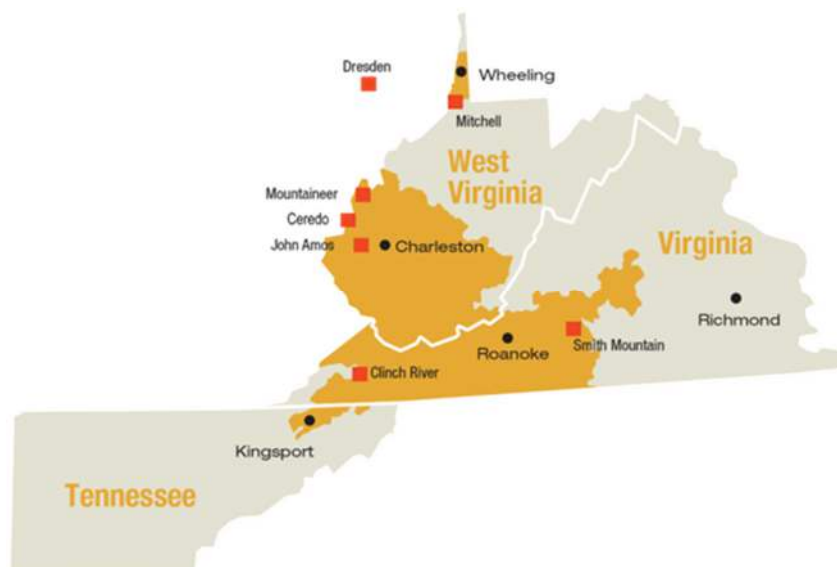 Dresden
Wheeling
Mitchell
West
Virginia
Mountaineer
Ceredo
John Amos
Charleston
Virginia
Richmond
Smith Mountain
Roanoke
Clinch River
Kingsport
Tennessee